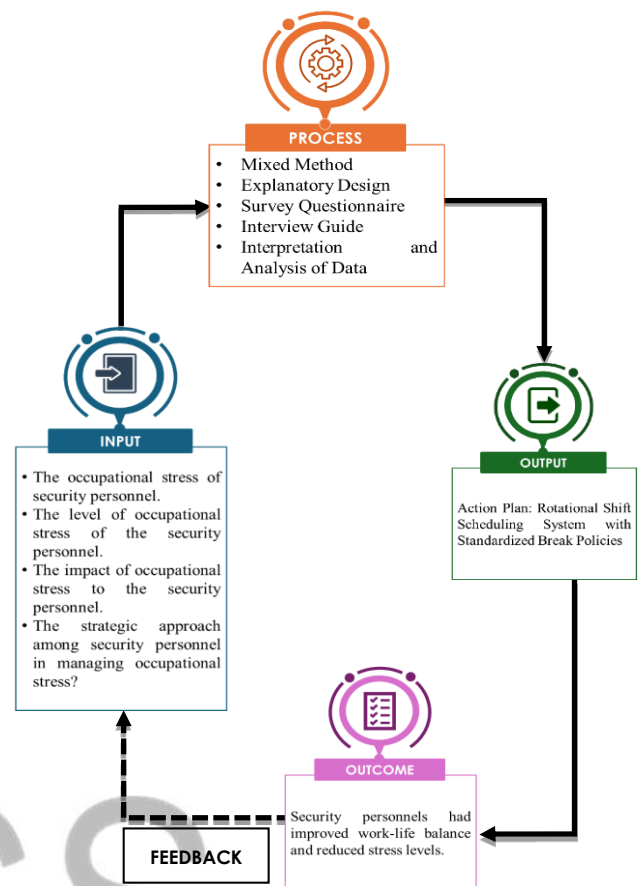 PROCESS
• Mixed Method
• Explanatory Design
• Survey Questionnaire
• Interview Guide
• Interpretation and
Analysis of Data
INPUT
• The occupational stress of
security personnel.
• The level of occupational
stress of the security
personnel.
• The impact of occupational
stress to the security
personnel.
• The strategic approach
among security personnel
in managing occupational
stress?
OUTPUT
Action Plan: Rotational Shift
Scheduling System with
Standardized Break Policies
OUTCOME
Security personnels had
improved work-life balance
and reduced stress levels.
FEEDBACK